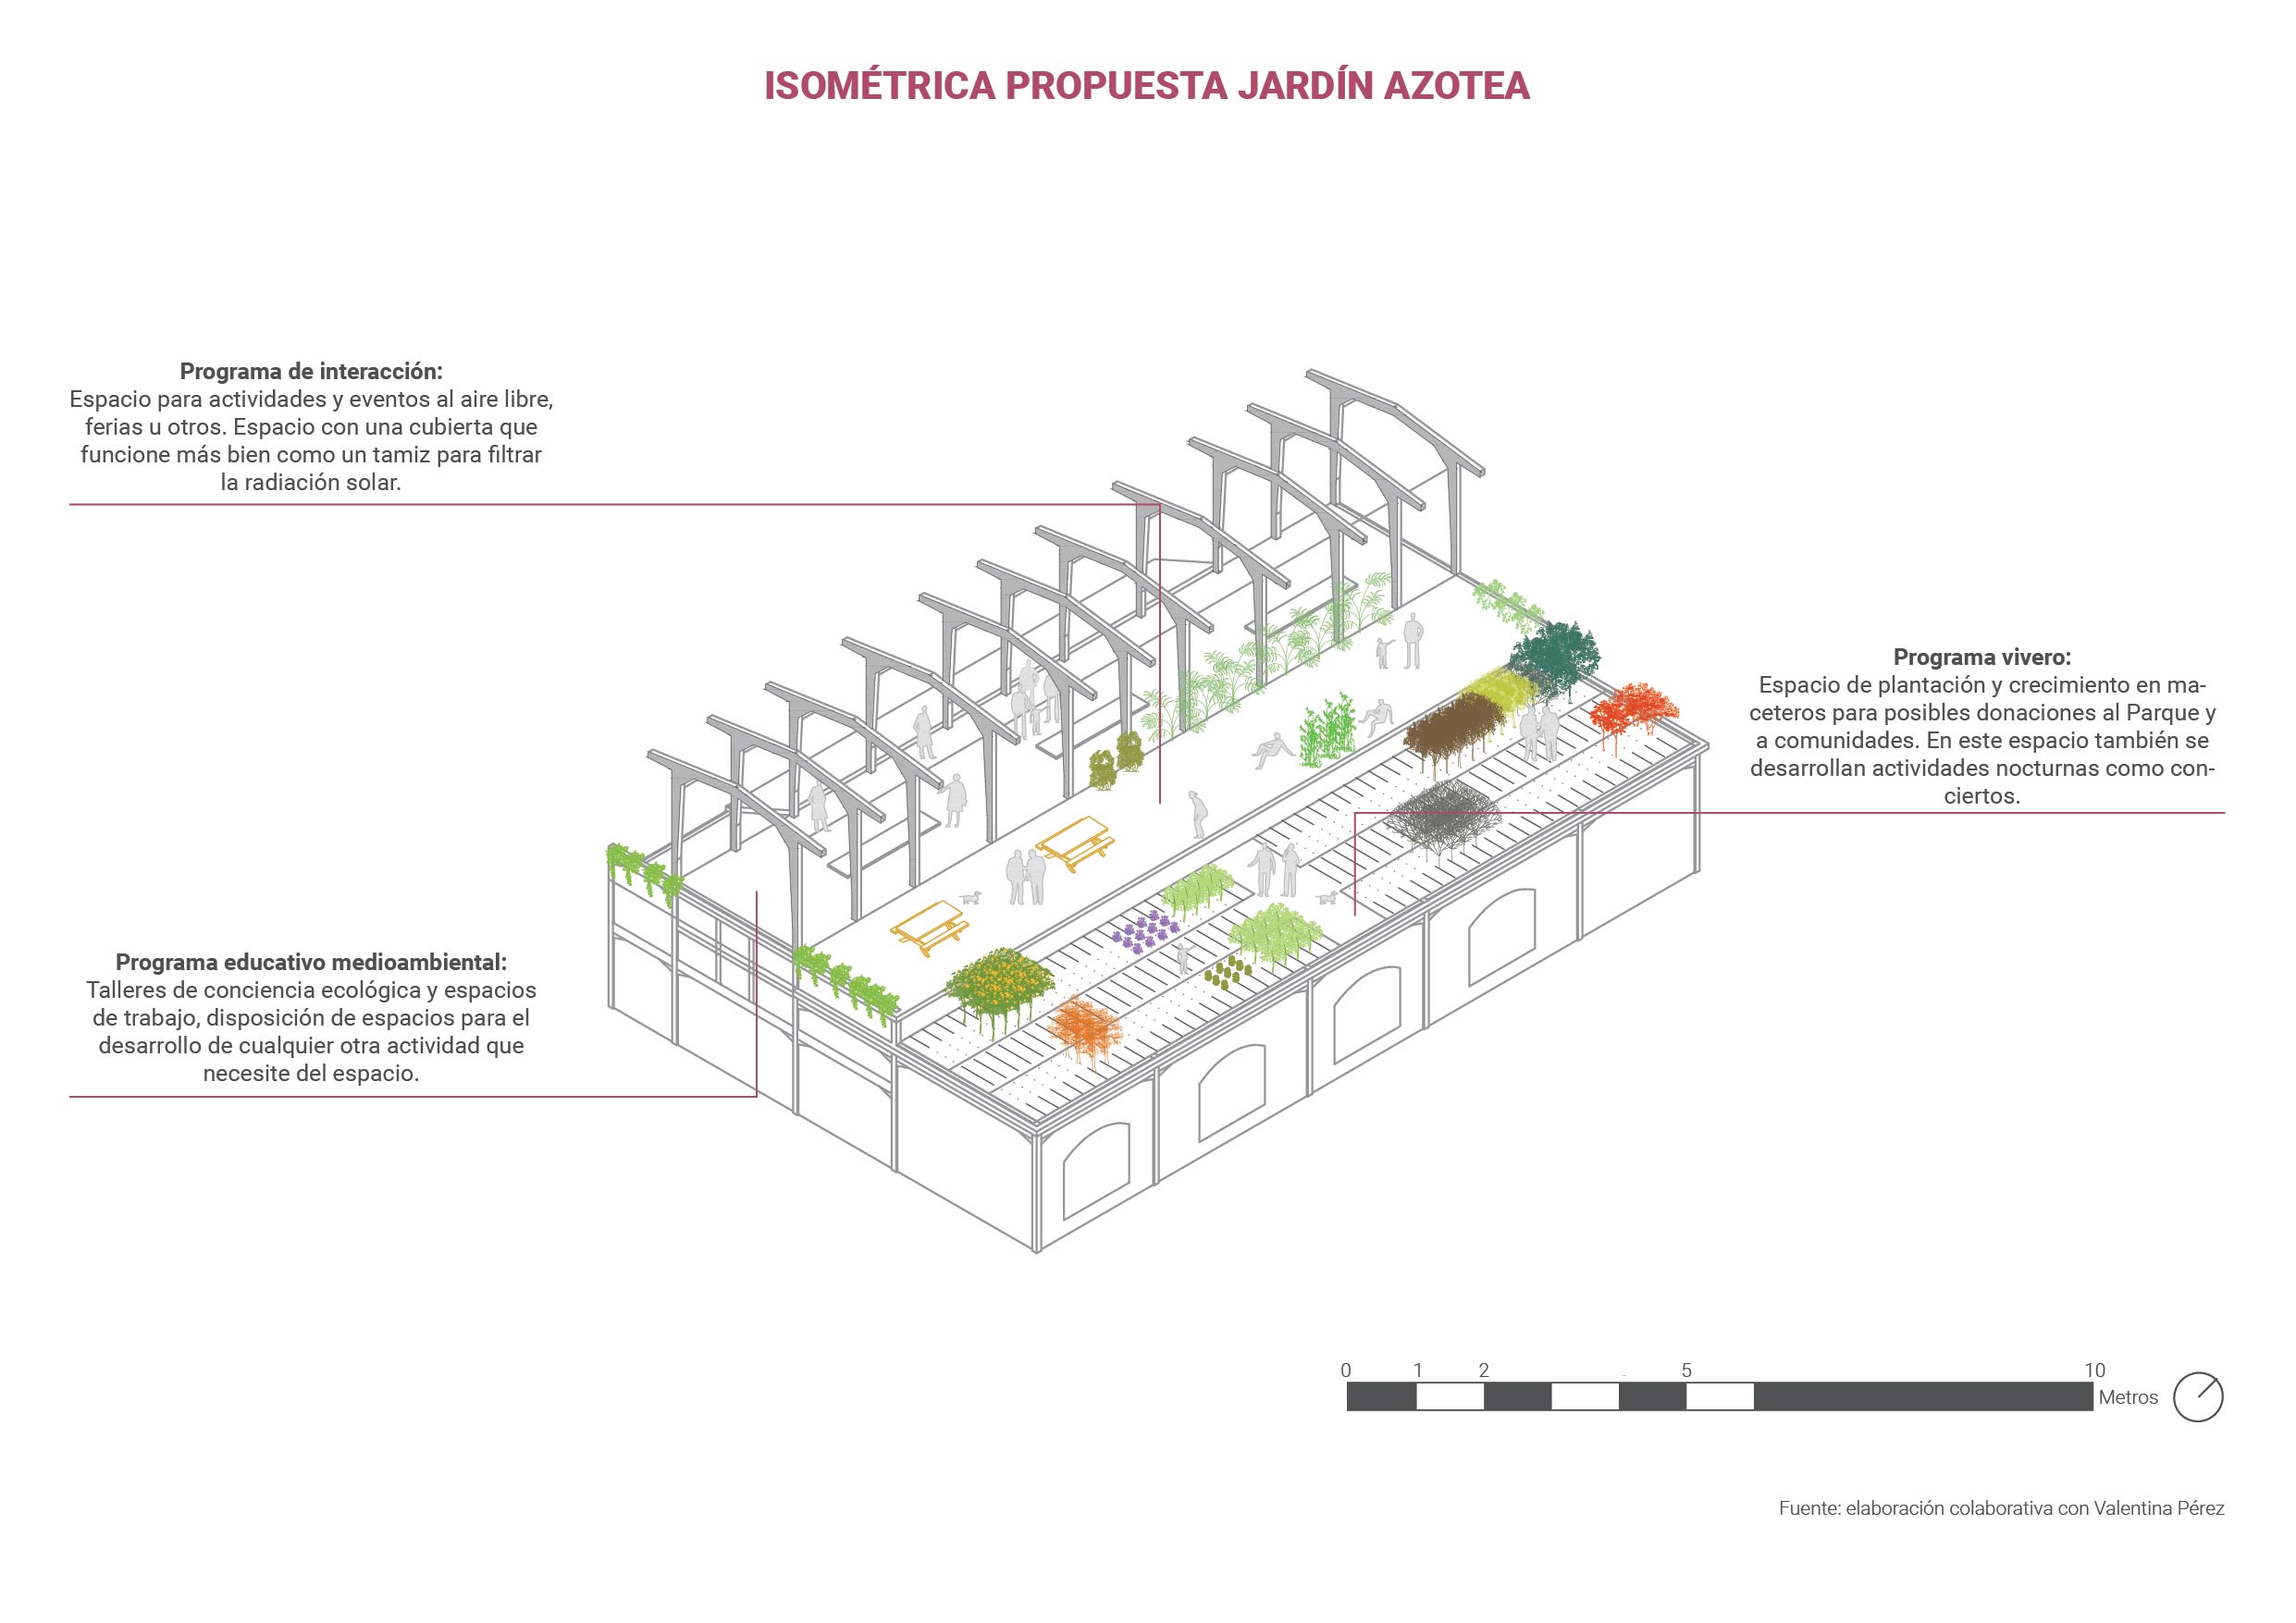 ISOMÉTRICA PROPUESTA JARDÍN AZOTEA
Programa de interacción:
Espacio para actividades y eventos al aire libre,
ferias u otros. Espacio con una cubierta que
funcione más bien como un tamiz para filtrar
la radiación solar.
Programa vivero:
Espacio de plantación y crecimiento en ma-
ceteros para posibles donaciones al Parque y
a comunidades. En este espacio también se
desarrollan actividades nocturnas como con-
ciertos.
Programa educativo medioambiental:
Talleres de conciencia ecológica y espacios
de trabajo, disposición de espacios para el
desarrollo de cualquier otra actividad que
necesite del espacio.
0 1 2 5 10
Metros
Fuente: elaboración colaborativa con Valentina Pérez